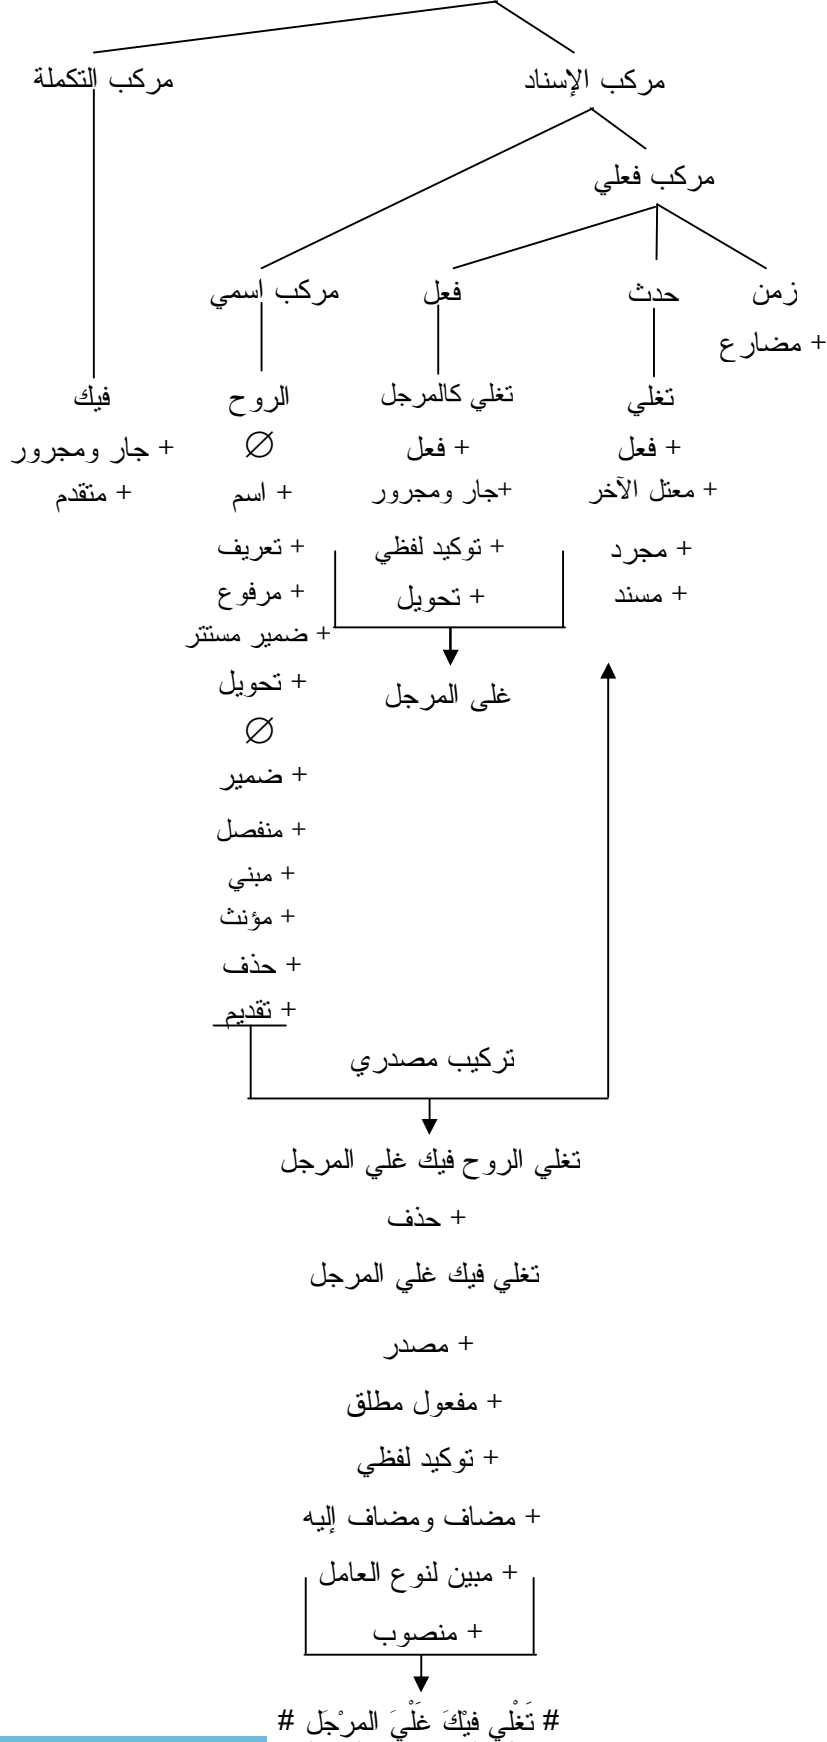 مركب الإسناد
مركب التكملة
مركب فعلي
زمن
حدث
فعل
مركب اسمي
+ مضارع
تغلي
تغلي كالمرجل
الروح
فيك
+ فعل
+ فعل
∅
+ جار ومجرور
+ معتل الآخر
+جار ومجرور
+ اسم
+ متقدم
+ مجرد
+ توكيد لفظي
+ تعريف
+ مسند
+ تحويل
+ مرفوع
+ ضمير مستتر
غلى المرجل
+ تحويل
∅
+ ضمير
+ منفصل
+ مبني
+ مؤنث
+ حذف
+ تقديم
تركيب مصدري
تغلي الروح فيك غلي المرجل
+ حذف
تغلي فيك غلي المرجل
+ مصدر
+ مفعول مطلق
+ توكيد لفظي
+ مضاف ومضاف إليه
+ مبين لنوع العامل
+ منصوب
# تَغْلي فيْكَ غَلْيَ المرْجَلِ #